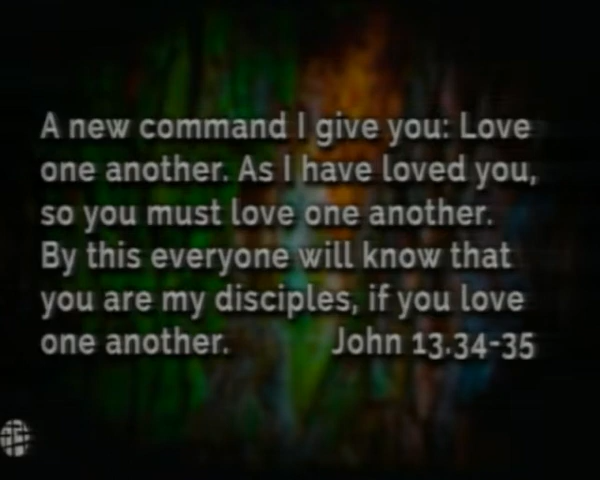 A new command I give you: Love
one another. As I have loved you,
so you must love one another.
By this everyone will know that
you are my disciples, if you love
one another. John 13.34-35